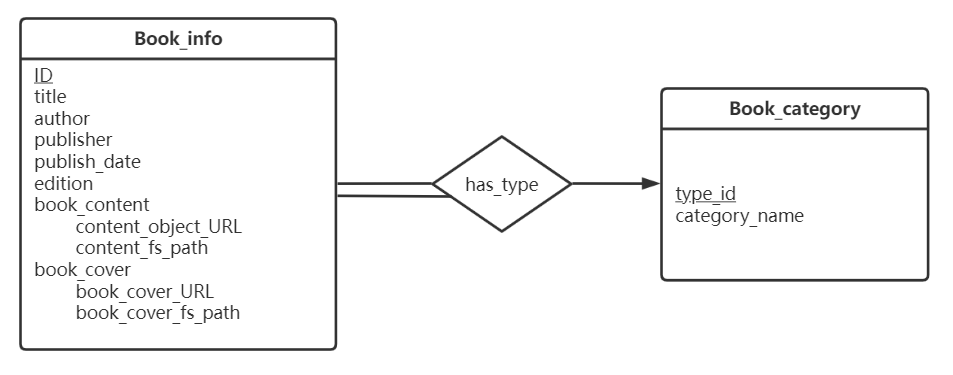 Book_info
ID
title
author
publisher
publish_date
edition
book_content
content_object_URL
content_fs_path
book_cover
book_cover_URL
book_cover_fs_path
has_type
Book_category
type_id
category_name